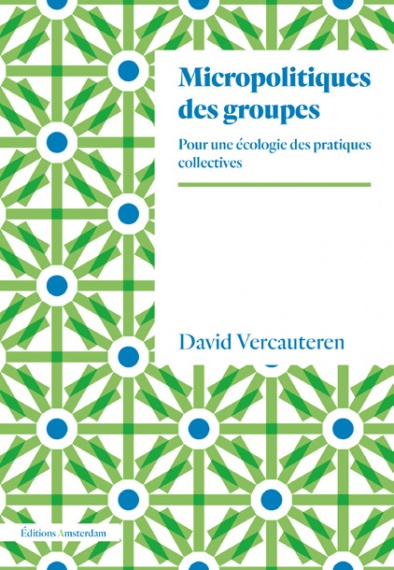 Micropolitiques
des groupes
Pour une écologie des pratiques
collectives
David Vercauteren
Éditions Amsterdam